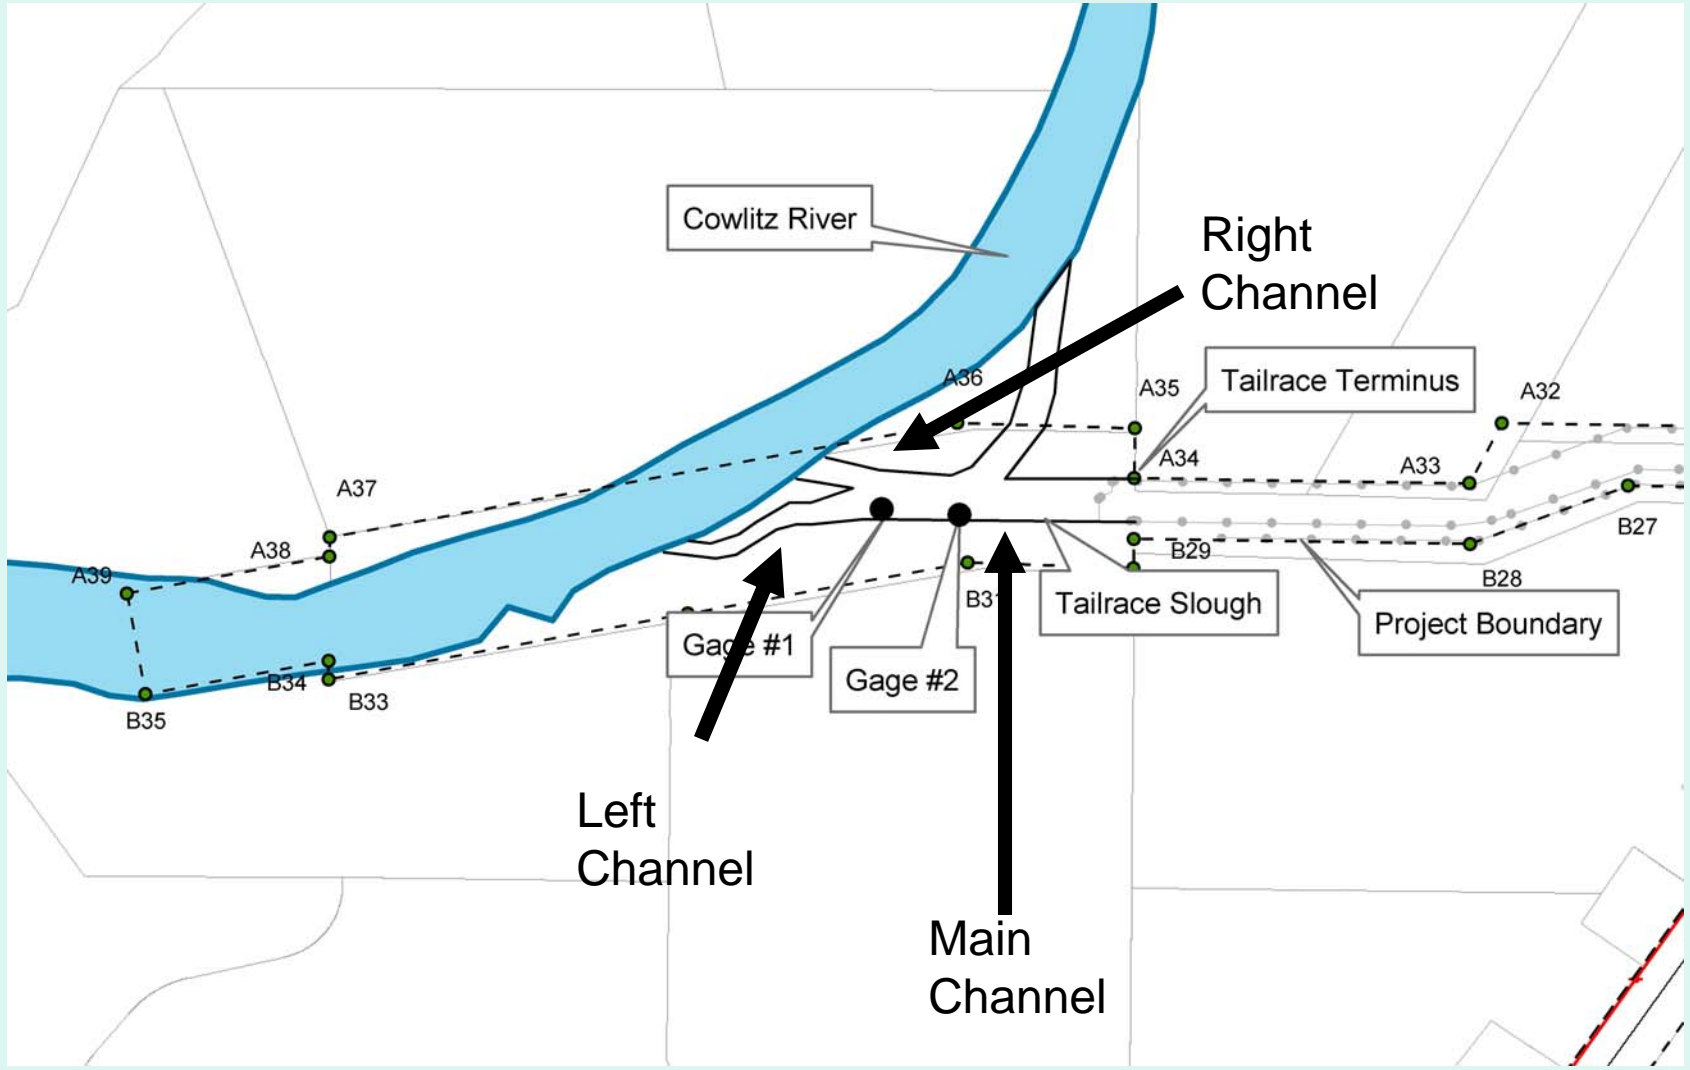 Cowlitz River
Right
Channel
A36
A35
Tailrace Terminus
A32
A34
A33
A37
A38
A39
B27
B29
B28
B31
Tailrace Slough
Project Boundary
Gage #1
Gage #2
B34
B33
B35
Left
Channel
Main
Channel